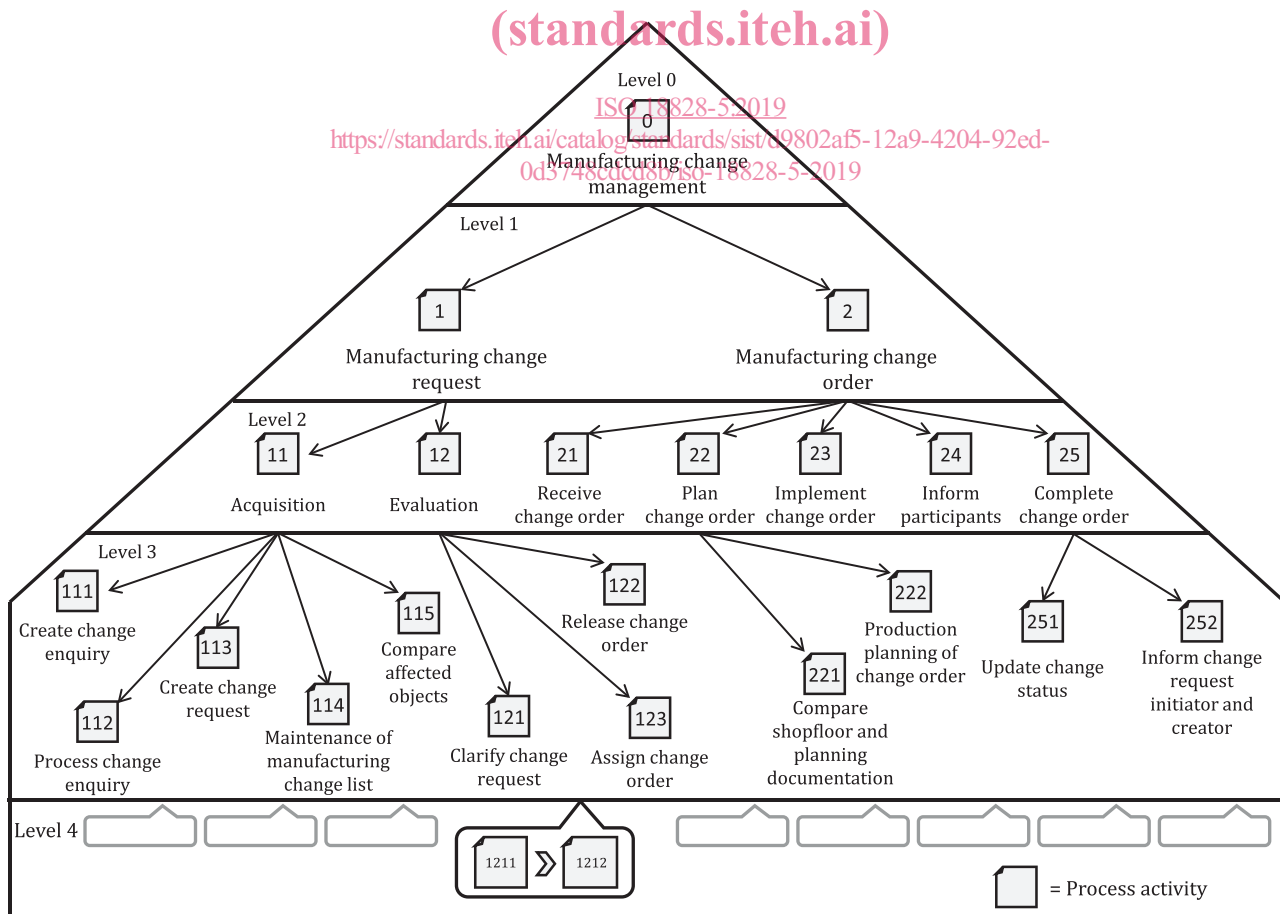 (standards.iteh.ai)
Level 0
ISO 18828-5:2019
0
https://standards.iteh.ai/catalog/standards/sist/d9802af5-12a9-4204-92ed-
Manufacturing change
0d3748cdcd8b/iso-18828-5-2019
management
Level 1
1
2
Manufacturing change
request
Manufacturing change
order
Level 2
11
12
21
22
23
24
25
Acquisition
Evaluation
Receive
change order
Plan
change order
Implement
change order
Inform
participants
Complete
change order
Level 3
111
Create change
enquiry
112
Process change
enquiry
113
Create change
request
114
Maintenance of
manufacturing
change list
115
Compare
affected
objects
121
Clarify change
request
122
Release change
order
123
Assign change
order
221
Compare
shopfloor and
planning
documentation
222
Production
planning of
change order
251
Update change
status
252
Inform change
request
initiator and
creator
Level 4
1211
1212
= Process activity